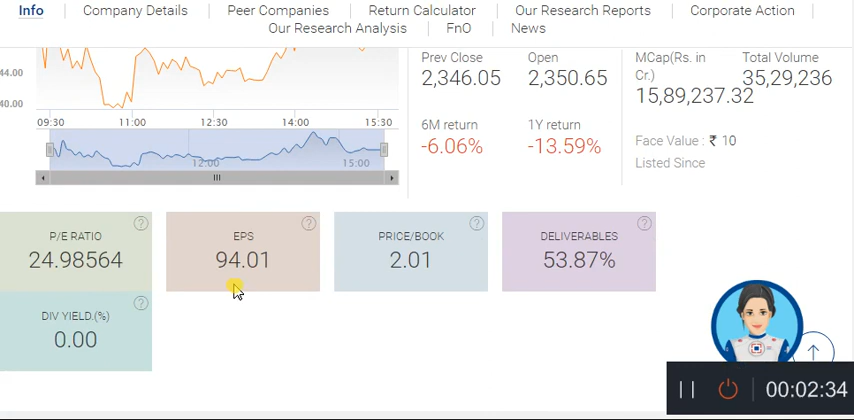 Info Company Details Peer Companies Return Calculator Our Research Reports Corporate Action
Our Research Analysis FnO News
44.00
40.00
09:30 11:00 12:30 14:00 15:30
12:00 15:00
Prev Close Open MCap(Rs. in Cr.) Total Volume
2,346.05 2,350.65 15,89,237.32 35,29,236
6M return 1Y return
-6.06% -13.59%
Face Value : ₹ 10
Listed Since
P/E RATIO EPS PRICE/BOOK DELIVERABLES
24.98564 94.01 2.01 53.87%
DIV YIELD.(%)
0.00
00:02:34